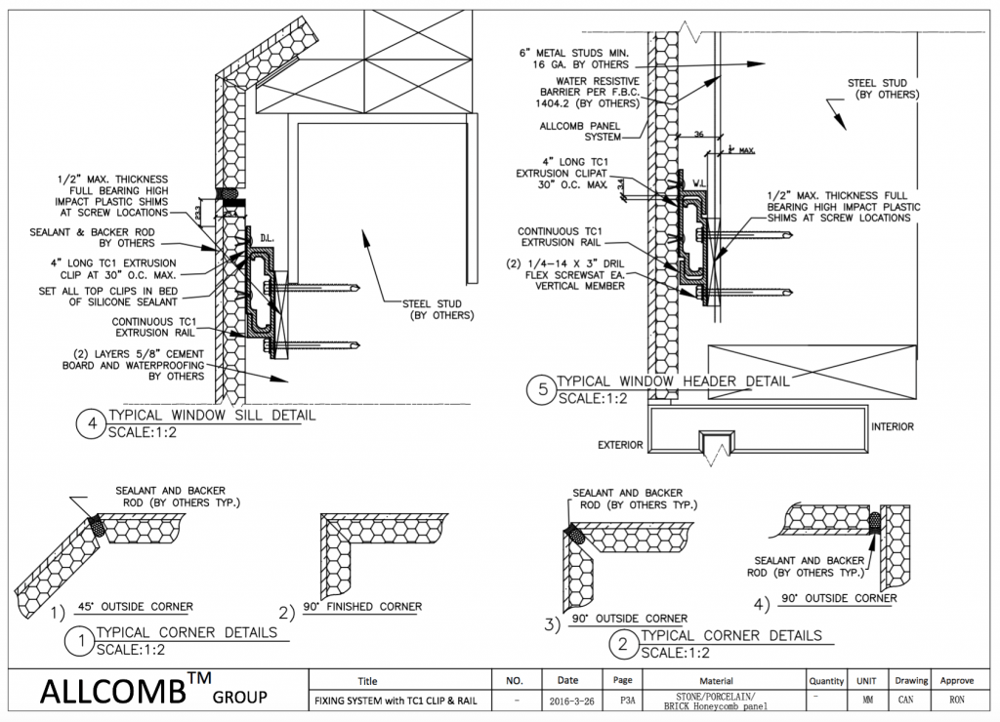 1/2" MAX. THICKNESS
FULL BEARING HIGH
IMPACT PLASTIC SHIMS
AT SCREW LOCATIONS
SEALANT & BACKER ROD
BY OTHERS
4" LONG TC1 EXTRUSION
CLIP AT 30" O.C. MAX.
SET ALL TOP CLIPS IN BED
OF SILICONE SEALANT
CONTINUOUS TC1
EXTRUSION RAIL
(2) LAYERS 5/8" CEMENT
BOARD AND WATERPROOFING
BY OTHERS
23.3
D.L.
STEEL STUD
(BY OTHERS)
4
TYPICAL WINDOW SILL DETAIL
SCALE:1:2
6" METAL STUDS MIN.
16 GA. BY OTHERS
WATER RESISTIVE
BARRIER PER F.B.C.
1404.2 (BY OTHERS)
ALLCOMB PANEL
SYSTEM
4" LONG TC1
EXTRUSION CLIPAT
30" O.C. MAX.
CONTINUOUS TC1
EXTRUSION RAIL
(2) 1/4-14 X 3" DRIL
FLEX SCREWSAT EA.
VERTICAL MEMBER
36
MAX.
3.4
W.L.
STEEL STUD
(BY OTHERS)
1/2" MAX. THICKNESS FULL
BEARING HIGH IMPACT PLASTIC
SHIMS AT SCREW LOCATIONS
5
TYPICAL WINDOW HEADER DETAIL
SCALE:1:2
EXTERIOR
INTERIOR
SEALANT AND BACKER
ROD (BY OTHERS TYP.)
1) 45° OUTSIDE CORNER
2) 90° FINISHED CORNER
1
TYPICAL CORNER DETAILS
SCALE:1:2
SEALANT AND BACKER
ROD (BY OTHERS TYP.)
3) 90° OUTSIDE CORNER
SEALANT AND BACKER
ROD (BY OTHERS TYP.)
4) 90° OUTSIDE CORNER
2
TYPICAL CORNER DETAILS
SCALE:1:2
ALLCOMB™ GROUP
Title NO. Date Page Material Quantity UNIT Drawing Approve
FIXING SYSTEM with TC1 CLIP & RAIL - 2016-3-26 P3A STONE/PORCELAIN/ - MM CAN RON
BRICK Honeycomb panel